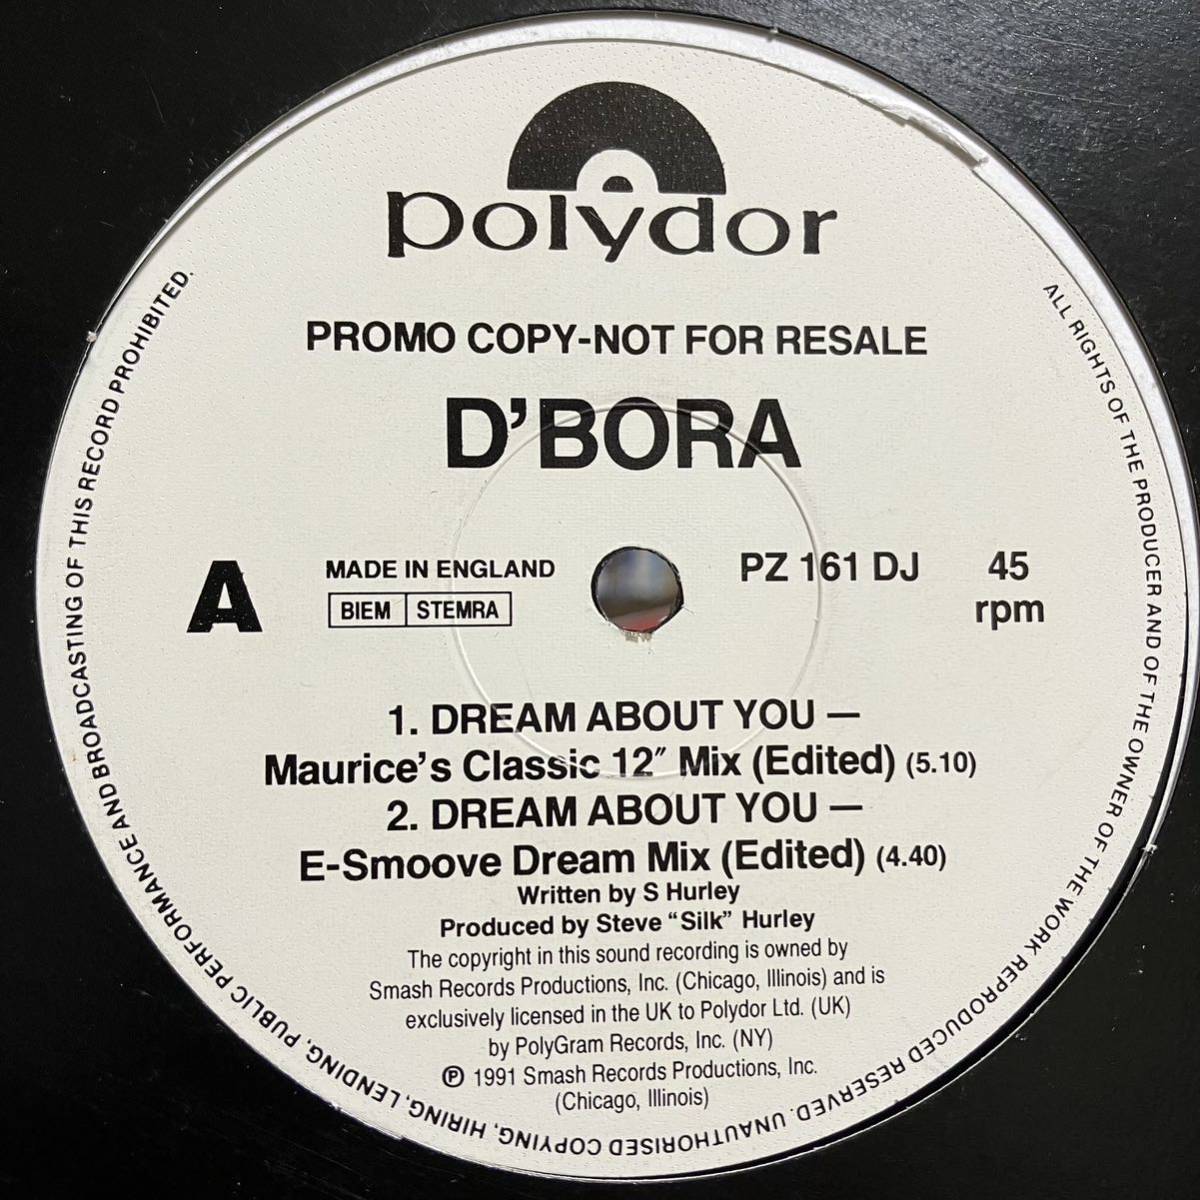 polydor
PROMO COPY-NOT FOR RESALE
D’BORA
A
MADE IN ENGLAND
BIEM STEMRA
PZ 161 DJ
45
rpm
1. DREAM ABOUT YOU —
Maurice’s Classic 12″ Mix (Edited) (5.10)
2. DREAM ABOUT YOU —
E-Smoove Dream Mix (Edited) (4.40)
Written by S Hurley
Produced by Steve “Silk” Hurley
The copyright in this sound recording is owned by
Smash Records Productions, Inc. (Chicago, Illinois) and is
exclusively licensed in the UK to Polydor Ltd. (UK)
by PolyGram Records, Inc. (NY)
℗ 1991 Smash Records Productions, Inc.
(Chicago, Illinois)
ALL RIGHTS OF THE PRODUCER AND OF THE OWNER OF THE WORK REPRODUCED RESERVED. UNAUTHORISED COPYING, HIRING, LENDING, PUBLIC PERFORMANCE AND BROADCASTING OF THIS RECORD PROHIBITED.